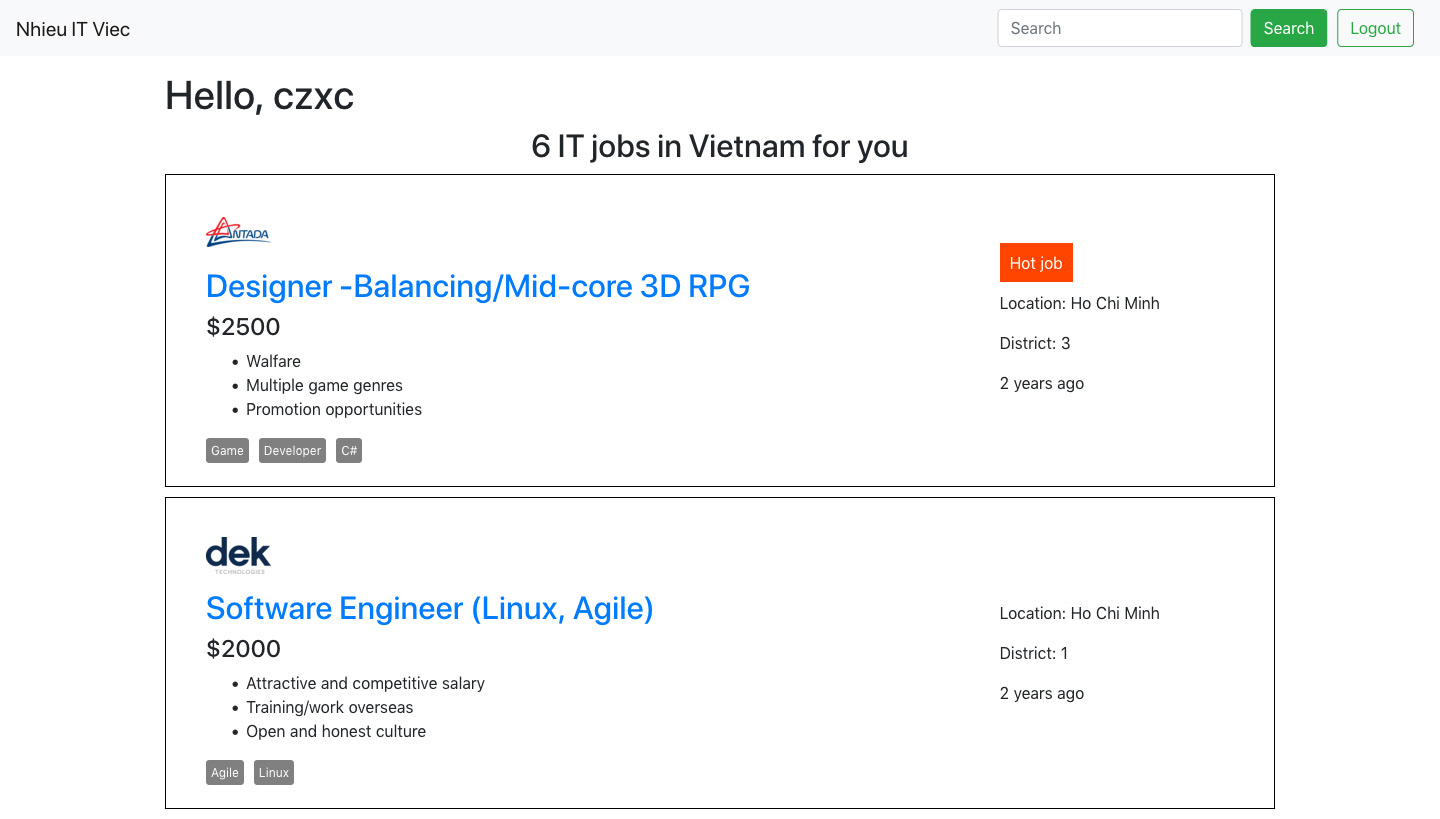 Nhieu IT Viec
Search
Search
Logout
Hello, czxc
6 IT jobs in Vietnam for you
ANTADA
Designer -Balancing/Mid-core 3D RPG
$2500
• Walfare
• Multiple game genres
• Promotion opportunities
Game
Developer
C#
Hot job
Location: Ho Chi Minh
District: 3
2 years ago
dek
TECHNOLOGIES
Software Engineer (Linux, Agile)
$2000
• Attractive and competitive salary
• Training/work overseas
• Open and honest culture
Agile
Linux
Location: Ho Chi Minh
District: 1
2 years ago